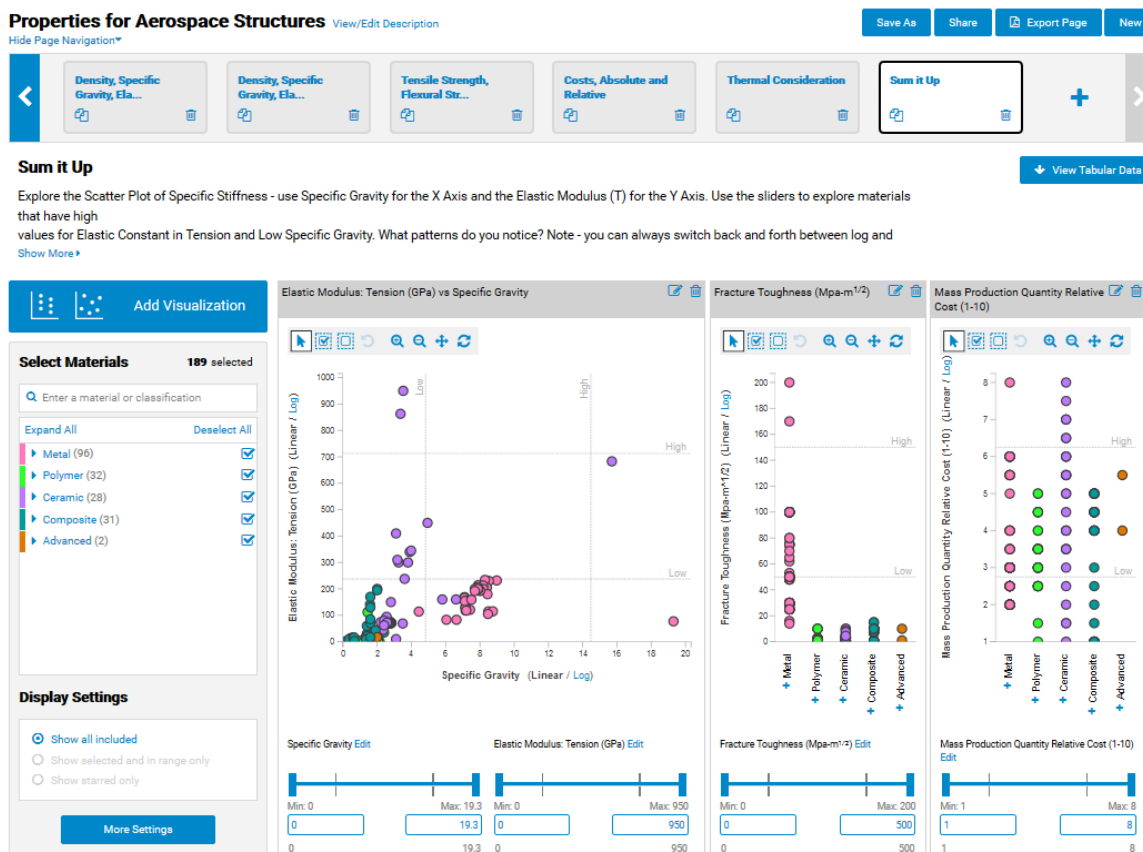 Properties for Aerospace Structures View/Edit Description
Save As Share Export Page New
Hide Page Navigation
Density, Specific Gravity, Ela...
Density, Specific Gravity, Ela...
Tensile Strength, Flexural Str...
Costs, Absolute and Relative
Thermal Consideration
Sum it Up
Sum it Up
View Tabular Data
Explore the Scatter Plot of Specific Stiffness - use Specific Gravity for the X Axis and the Elastic Modulus (T) for the Y Axis. Use the sliders to explore materials
that have high
values for Elastic Constant in Tension and Low Specific Gravity. What patterns do you notice? Note - you can always switch back and forth between log and
Show More
Add Visualization
Select Materials 189 selected
Enter a material or classification
Expand All Deselect All
Metal (96)
Polymer (32)
Ceramic (28)
Composite (31)
Advanced (2)
Display Settings
Show all included
Show selected and in range only
Show starred only
More Settings
Elastic Modulus: Tension (GPa) vs Specific Gravity
Elastic Modulus: Tension (GPa) (Linear / Log)
1000
900
800
700
600
500
400
300
200
100
0
Low
High
High
Low
0 2 4 6 8 10 12 14 16 18 20
Specific Gravity (Linear / Log)
Specific Gravity Edit
Min: 0 Max: 19.3
0 19.3
0 19.3
Elastic Modulus: Tension (GPa) Edit
Min: 0 Max: 950
0 950
0 950
Fracture Toughness (Mpa-m1/2)
Fracture Toughness (Mpa-m^1/2) (Linear / Log)
200
180
160
140
120
100
80
60
40
20
0
High
Low
+ Metal
+ Polymer
+ Ceramic
+ Composite
+ Advanced
Fracture Toughness (Mpa-m1/2) Edit
Min: 0 Max: 200
0 500
0 500
Mass Production Quantity Relative
Cost (1-10)
Mass Production Quantity Relative Cost (1-10) (Linear / Log)
8
7
6
5
4
3
2
1
High
Low
+ Metal
+ Polymer
+ Ceramic
+ Composite
+ Advanced
Mass Production Quantity Relative Cost (1-10)
Edit
Min: 1 Max: 8
1 8
1 8